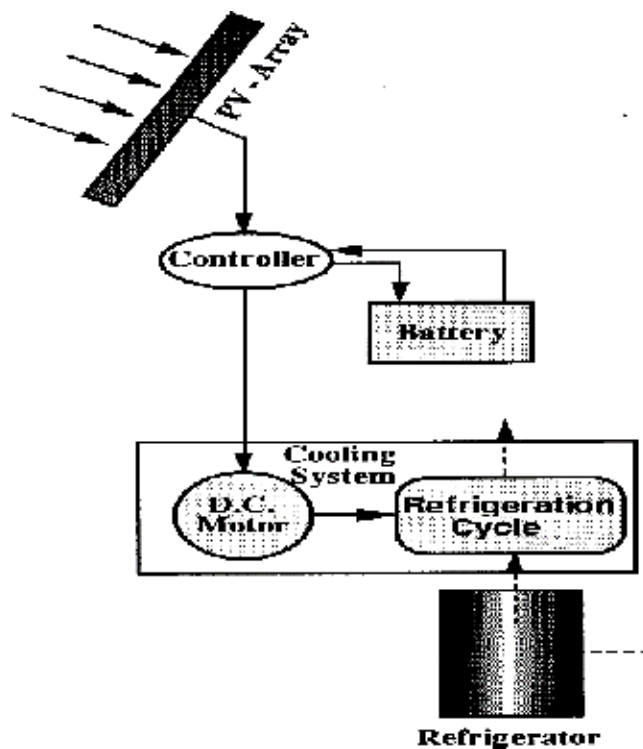 PV - Array
Controller
Battery
Cooling
System
D.C.
Motor
Refrigeration
Cycle
Refrigerator